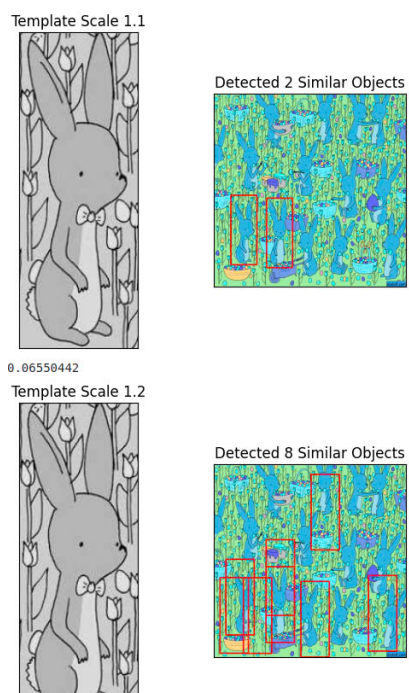 Template Scale 1.1
Detected 2 Similar Objects
0.06550442
Template Scale 1.2
Detected 8 Similar Objects